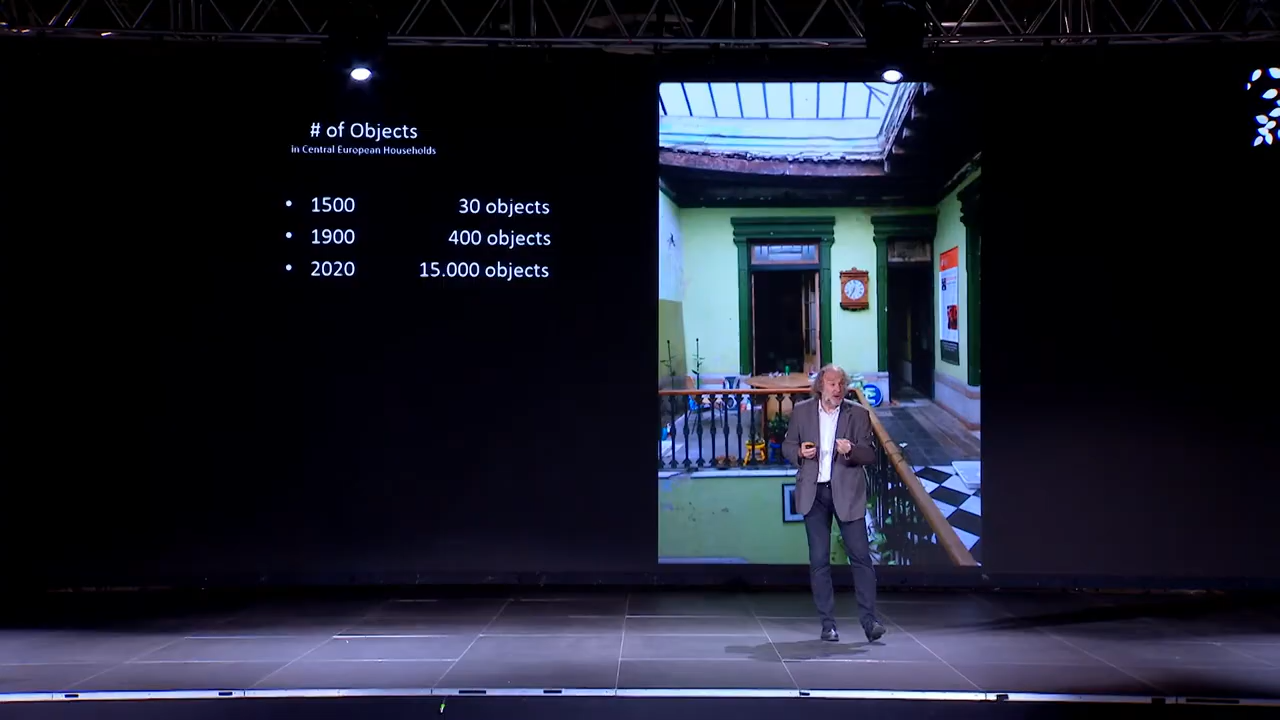 # of Objects
in Central European Households
• 1500 30 objects
• 1900 400 objects
• 2020 15.000 objects